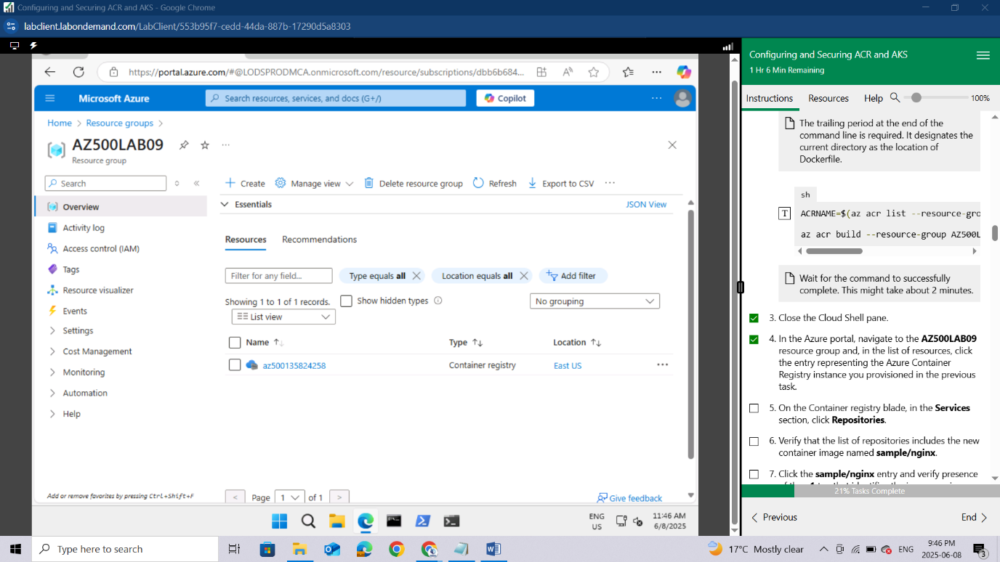 Configuring and Securing ACR and AKS - Google Chrome
labclient.labondemand.com/LabClient/553b95f7-cedd-44da-887b-17290d5a8303
https://portal.azure.com/#@LODSPRODMCA.onmicrosoft.com/resource/subscriptions/dbb6b684...
Microsoft Azure
Search resources, services, and docs (G+/)
Copilot
Home > Resource groups >
AZ500LAB09
Resource group
Search
Overview
Activity log
Access control (IAM)
Tags
Resource visualizer
Events
Settings
Cost Management
Monitoring
Automation
Help
Add or remove favorites by pressing Ctrl+Shift+F
Create Manage view Delete resource group Refresh Export to CSV ...
Essentials JSON View
Resources Recommendations
Filter for any field... Type equals all Location equals all Add filter
Showing 1 to 1 of 1 records. Show hidden types No grouping
List view
Name Type Location
az500135824258 Container registry East US ...
< Page 1 of 1 > Give feedback
ENG
US
11:46 AM
6/8/2025
Configuring and Securing ACR and AKS
1 Hr 6 Min Remaining
Instructions Resources Help 100%
The trailing period at the end of the
command line is required. It designates the
current directory as the location of
Dockerfile.
sh
T
ACRNAME=$(az acr list --resource-gro
az acr build --resource-group AZ500L
Wait for the command to successfully
complete. This might take about 2 minutes.
3. Close the Cloud Shell pane.
4. In the Azure portal, navigate to the AZ500LAB09
resource group and, in the list of resources, click
the entry representing the Azure Container
Registry instance you provisioned in the previous
task.
5. On the Container registry blade, in the Services
section, click Repositories.
6. Verify that the list of repositories includes the new
container image named sample/nginx.
7. Click the sample/nginx entry and verify presence
21% Tasks Complete
< Previous End >
Type here to search
17°C Mostly clear
ENG
9:46 PM
2025-06-08
3